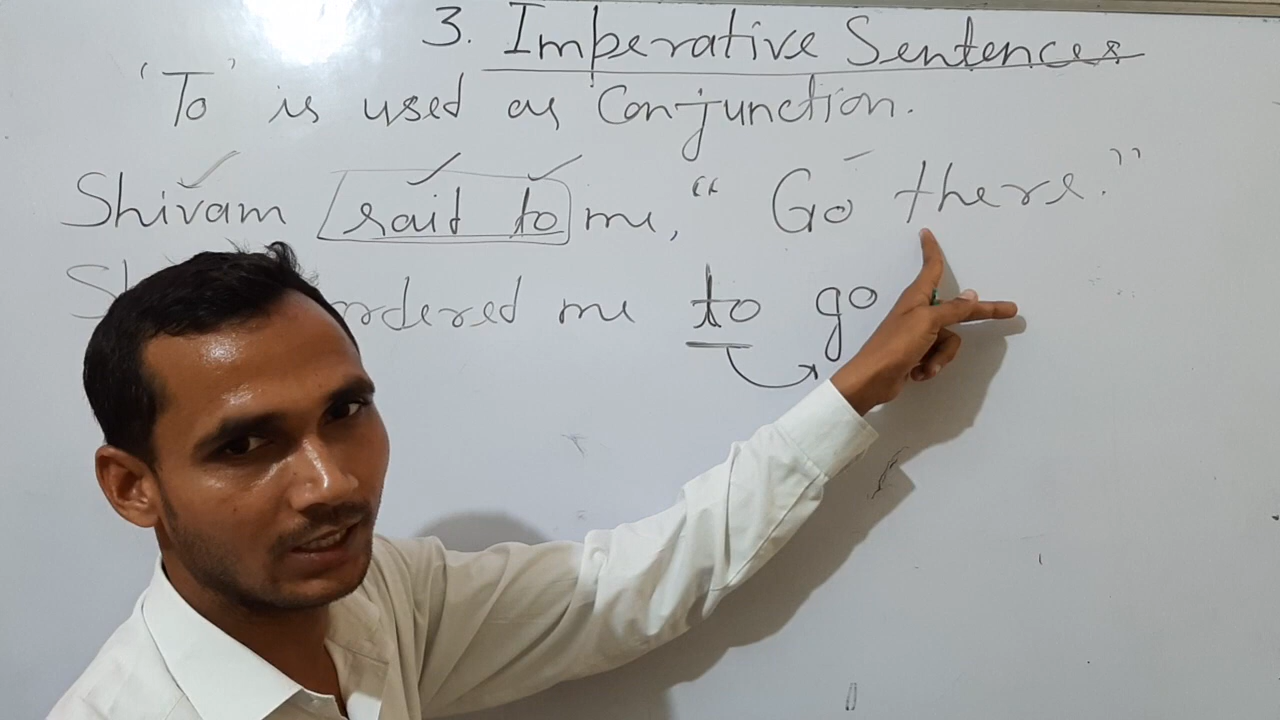 3. Imperative Sentences
'To' is used as Conjunction.
Shivam said to me, “Go there.”
ordered me to go